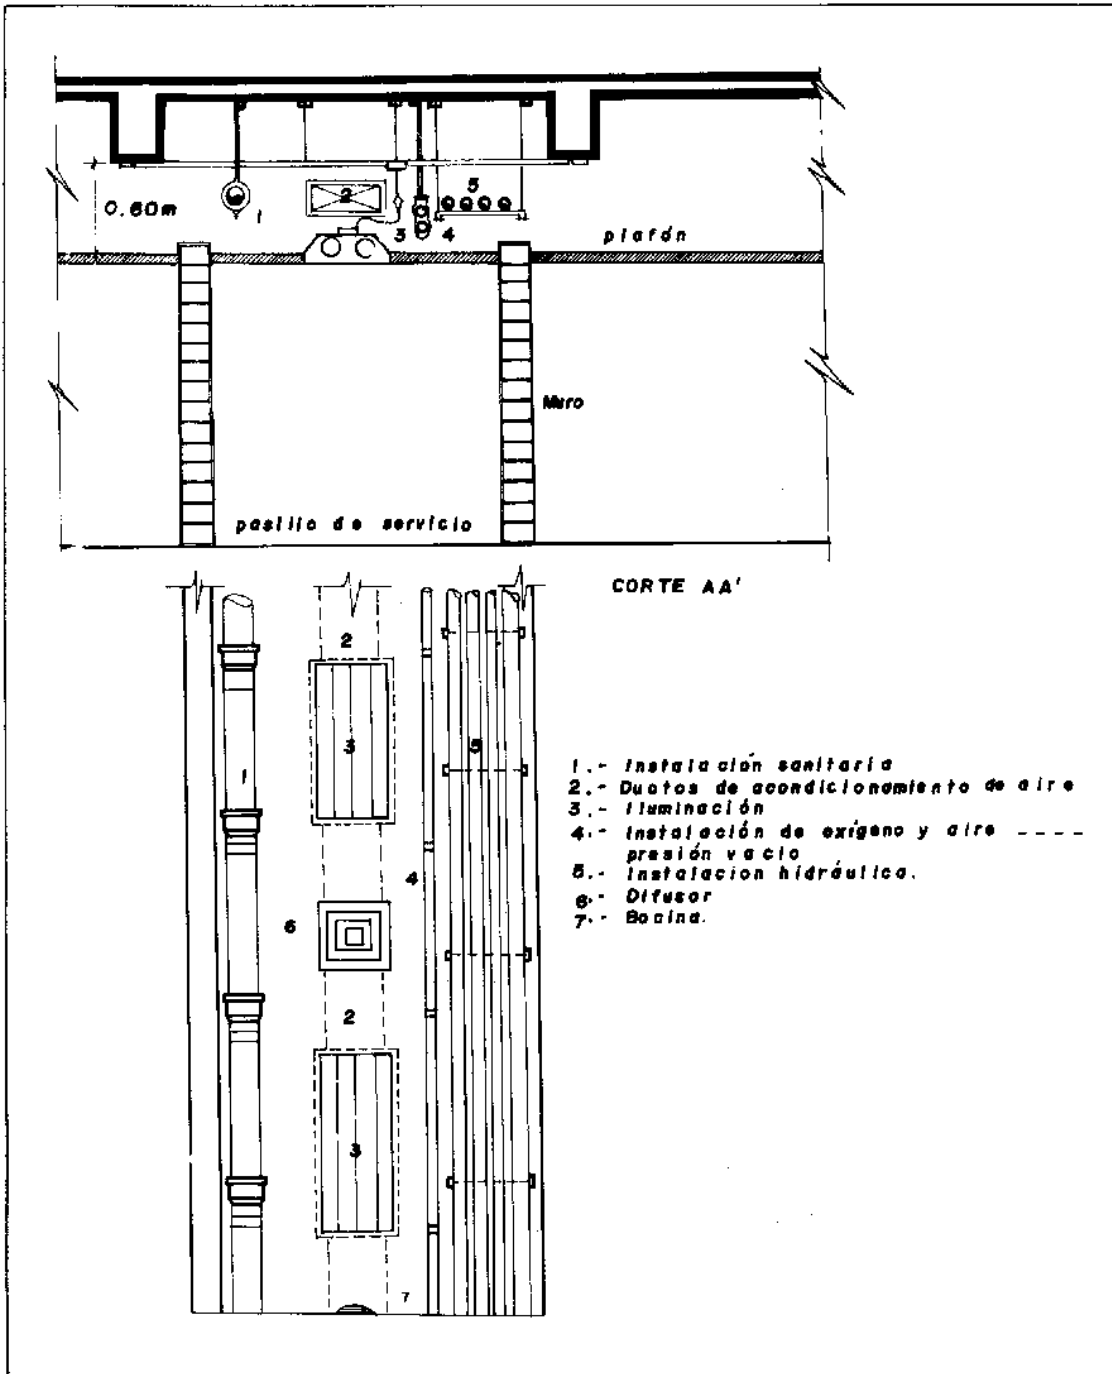 0.60m
1
2
3
4
5
plafón
Muro
pasillo de servicio
CORTE AA'
2
3
1
5
4
6
2
3
7
1.- Instalación sanitaria
2.- Ductos de acondicionamiento de aire
3.- Iluminación
4.- Instalación de oxígeno y aire ----
presión vacío
5.- Instalacion hidráulica.
6.- Difusor
7.- Bocina.